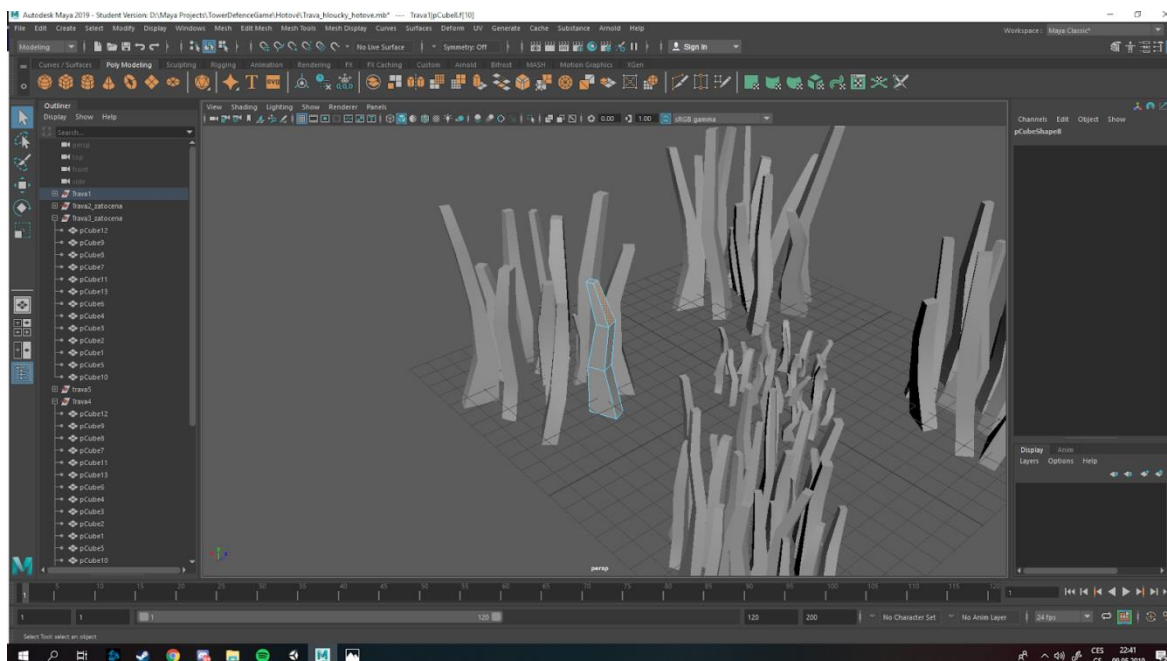 Autodesk Maya 2019 - Student Version: D:\Maya Projects\TowerDefenceGame\Hotové\Trava_hloucky_hotove.mb* --- Trava1|pCube8.f[10]
File Edit Create Select Modify Display Windows Mesh Edit Mesh Mesh Tools Mesh Display Curves Surfaces Deform UV Generate Cache Substance Arnold Help
Workspace: Maya Classic*
Modeling No Live Surface Symmetry: Off Sign In
Curves / Surfaces Poly Modeling Sculpting Rigging Animation Rendering FX FX Caching Custom Arnold Bifrost MASH Motion Graphics XGen
Outliner
Display Show Help
Search...
persp
top
front
side
Trava1
Trava2_zatocena
Trava3_zatocena
pCube12
pCube9
pCube8
pCube7
pCube11
pCube13
pCube6
pCube4
pCube3
pCube2
pCube1
pCube5
pCube10
trava5
Trava4
pCube12
pCube9
pCube8
pCube7
pCube11
pCube13
pCube6
pCube4
pCube3
pCube2
pCube1
pCube5
pCube10
View Shading Lighting Show Renderer Panels
0.00 1.00 sRGB gamma
persp
Channels Edit Object Show
pCubeShape8
Display Anim
Layers Options Help
5 10 15 20 25 30 35 40 45 50 55 60 65 70 75 80 85 90 95 100 105 110 115 120
1 1
1 1 1 120 120 200 No Character Set No Anim Layer 24 fps
Select Tool: select an object
CES 22:41